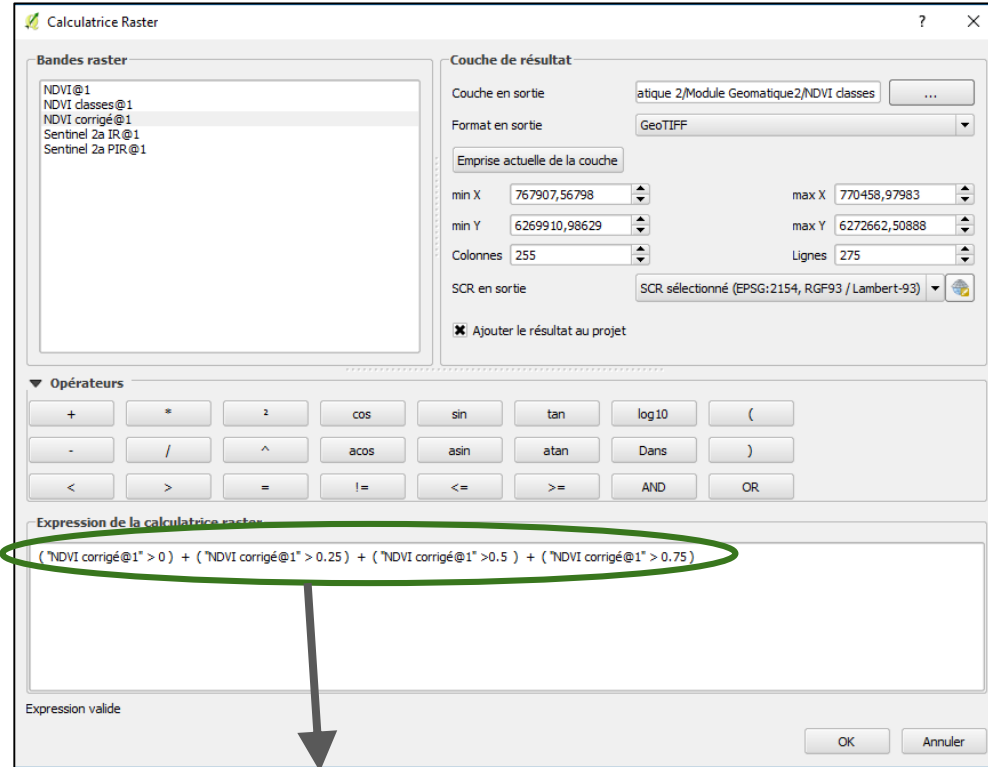 Calculatrice Raster ? ×
Bandes raster
NDVI@1
NDVI classes@1
NDVI corrigé@1
Sentinel 2a IR@1
Sentinel 2a PIR@1
Couche de résultat
Couche en sortie atique 2/Module Geomatique2/NDVI classes ...
Format en sortie GeoTIFF
Emprise actuelle de la couche
min X 767907,56798 max X 770458,97983
min Y 6269910,98629 max Y 6272662,50888
Colonnes 255 Lignes 275
SCR en sortie SCR sélectionné (EPSG:2154, RGF93 / Lambert-93)
Ajouter le résultat au projet
Opérateurs
+ * ² cos sin tan log10 (
- / ^ acos asin atan Dans )
< > = != <= >= AND OR
Expression de la calculatrice raster
( "NDVI corrigé@1" > 0 ) + ( "NDVI corrigé@1" > 0.25 ) + ( "NDVI corrigé@1" >0.5 ) + ( "NDVI corrigé@1" > 0.75 )
Expression valide
OK Annuler